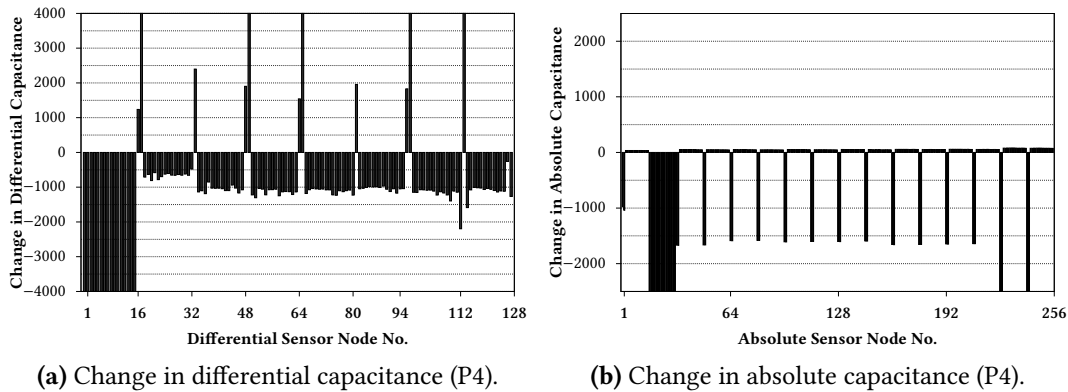 Change in Differential Capacitance
4000
3000
2000
1000
0
−1000
−2000
−3000
−4000
1 16 32 48 64 80 94 112 128
Differential Sensor Node No.
(a) Change in differential capacitance (P4).
Change in Absolute Capacitance
2000
1000
0
−1000
−2000
1 64 128 192 256
Absolute Sensor Node No.
(b) Change in absolute capacitance (P4).